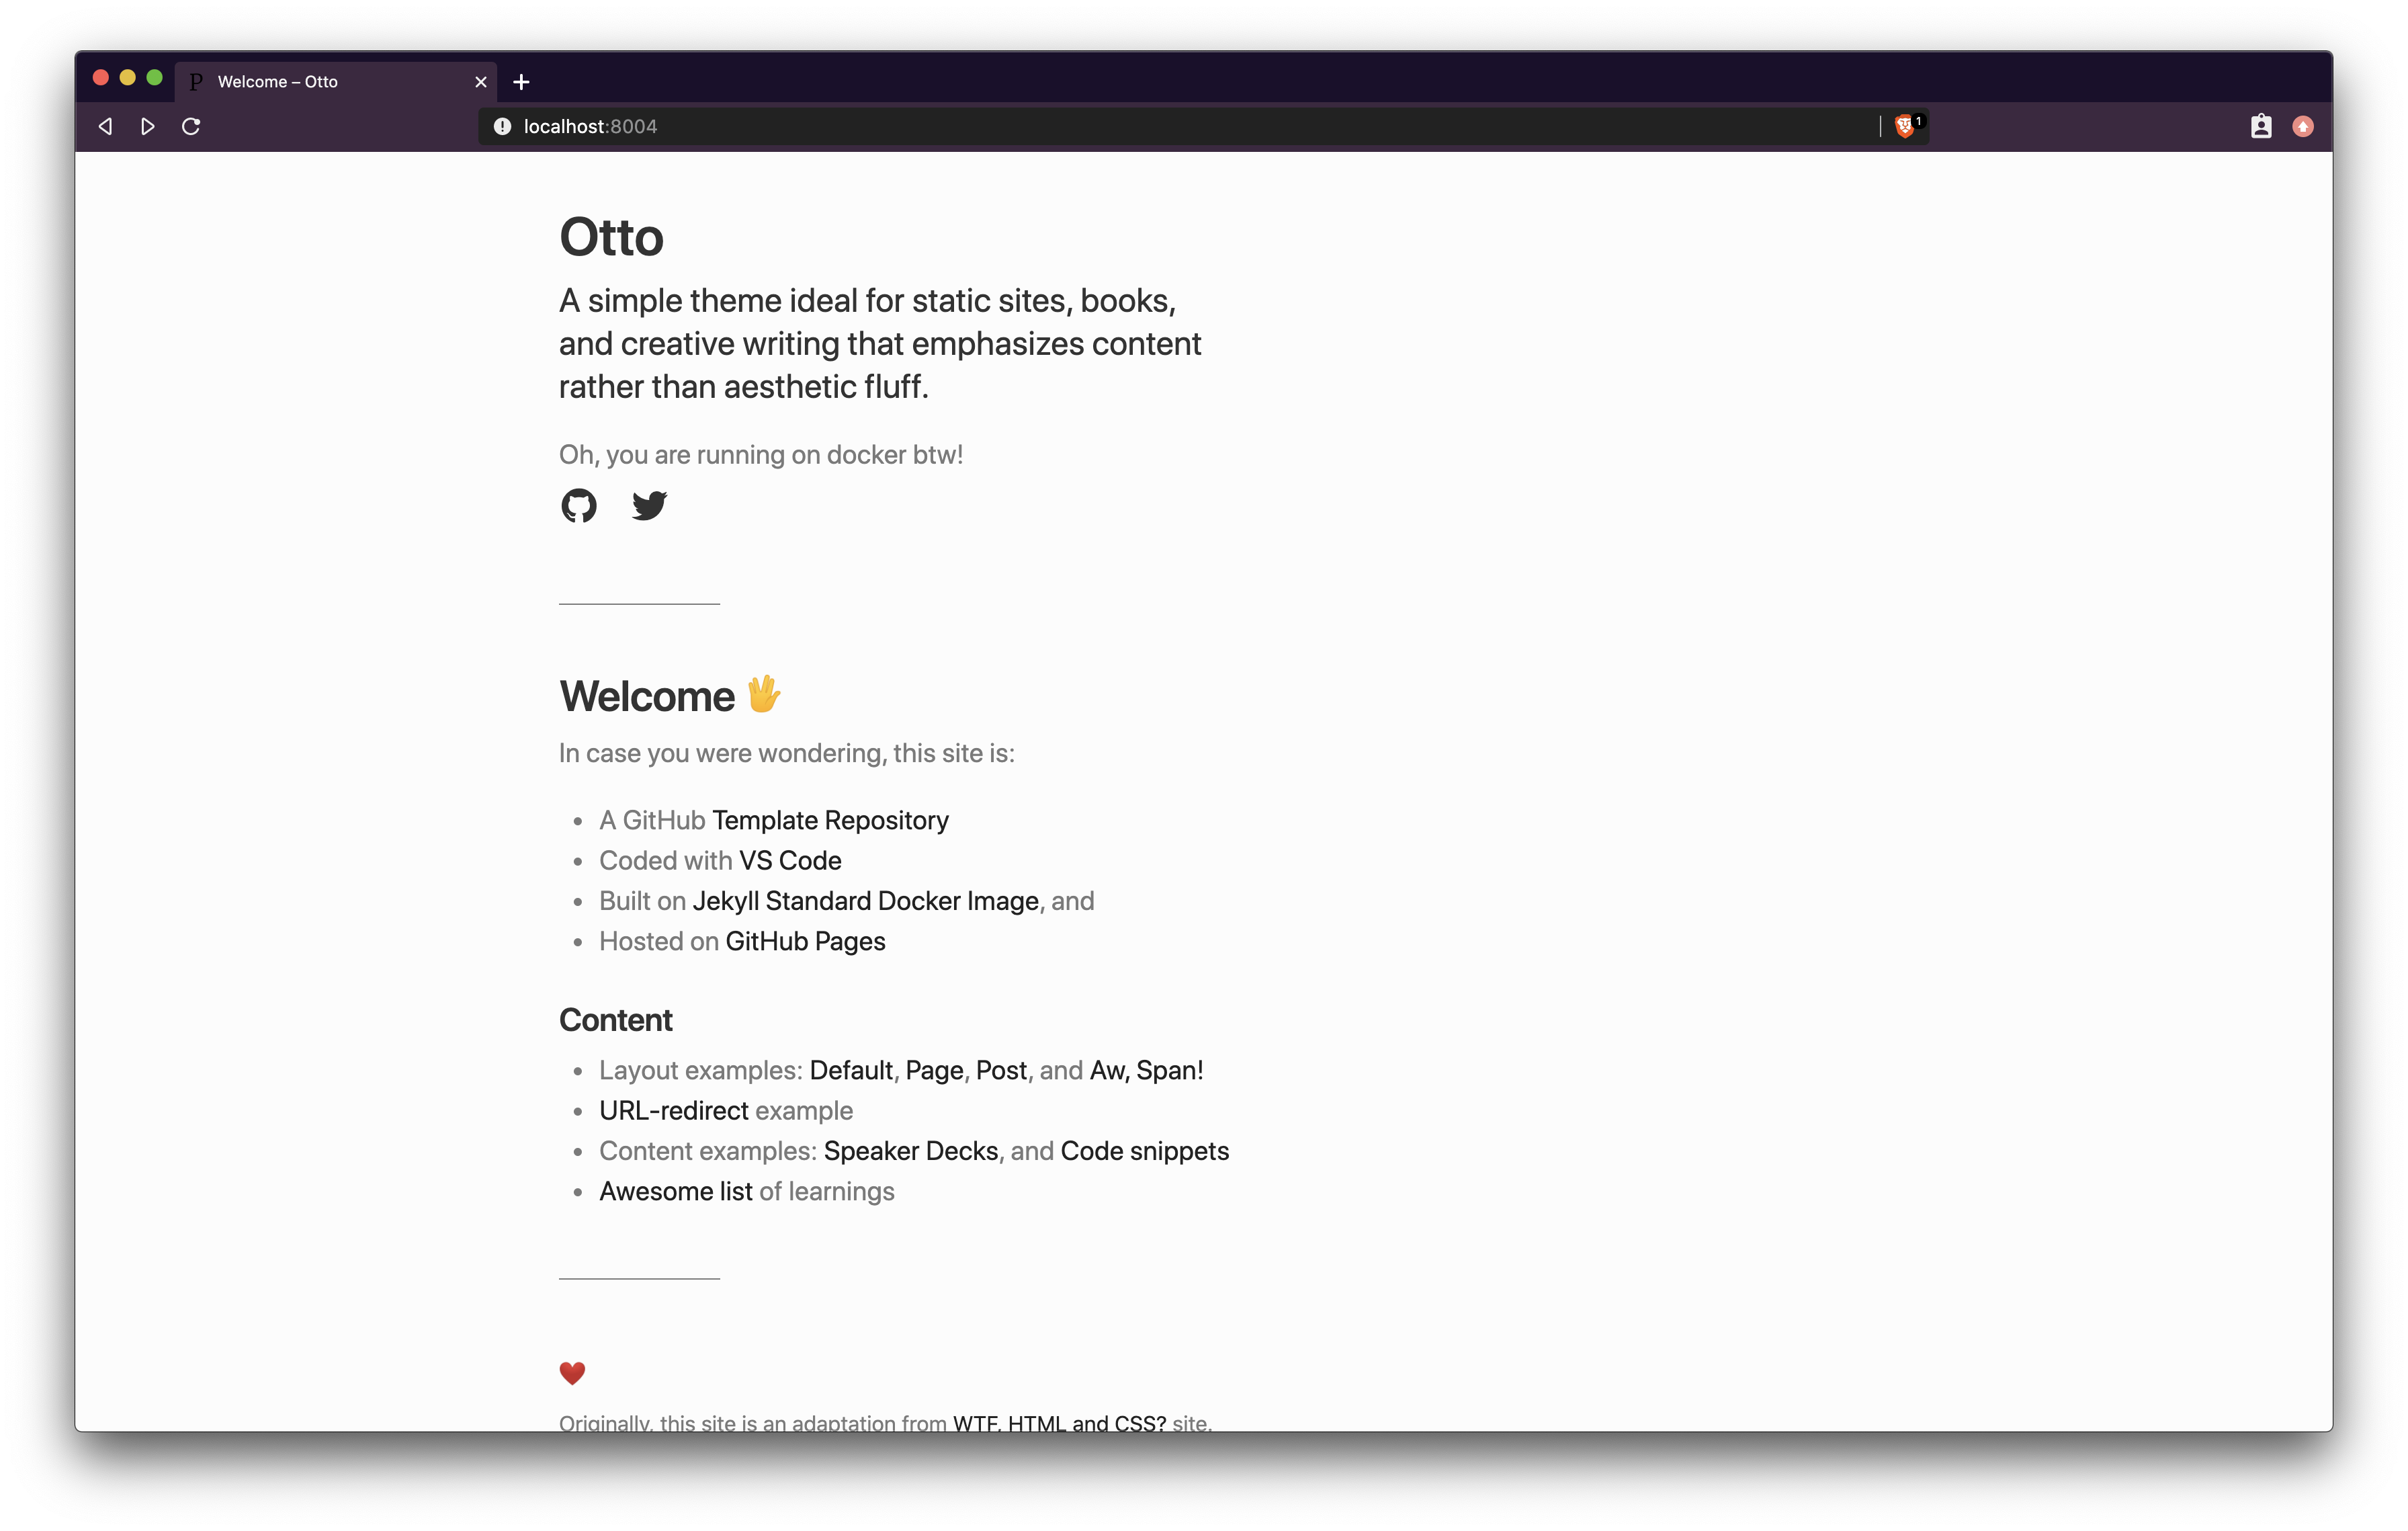 P Welcome – Otto
localhost:8004
1
Otto
A simple theme ideal for static sites, books,
and creative writing that emphasizes content
rather than aesthetic fluff.
Oh, you are running on docker btw!
Welcome 🖖
In case you were wondering, this site is:
• A GitHub Template Repository
• Coded with VS Code
• Built on Jekyll Standard Docker Image, and
• Hosted on GitHub Pages
Content
• Layout examples: Default, Page, Post, and Aw, Span!
• URL-redirect example
• Content examples: Speaker Decks, and Code snippets
• Awesome list of learnings
❤️
Originally, this site is an adaptation from WTF, HTML and CSS? site.